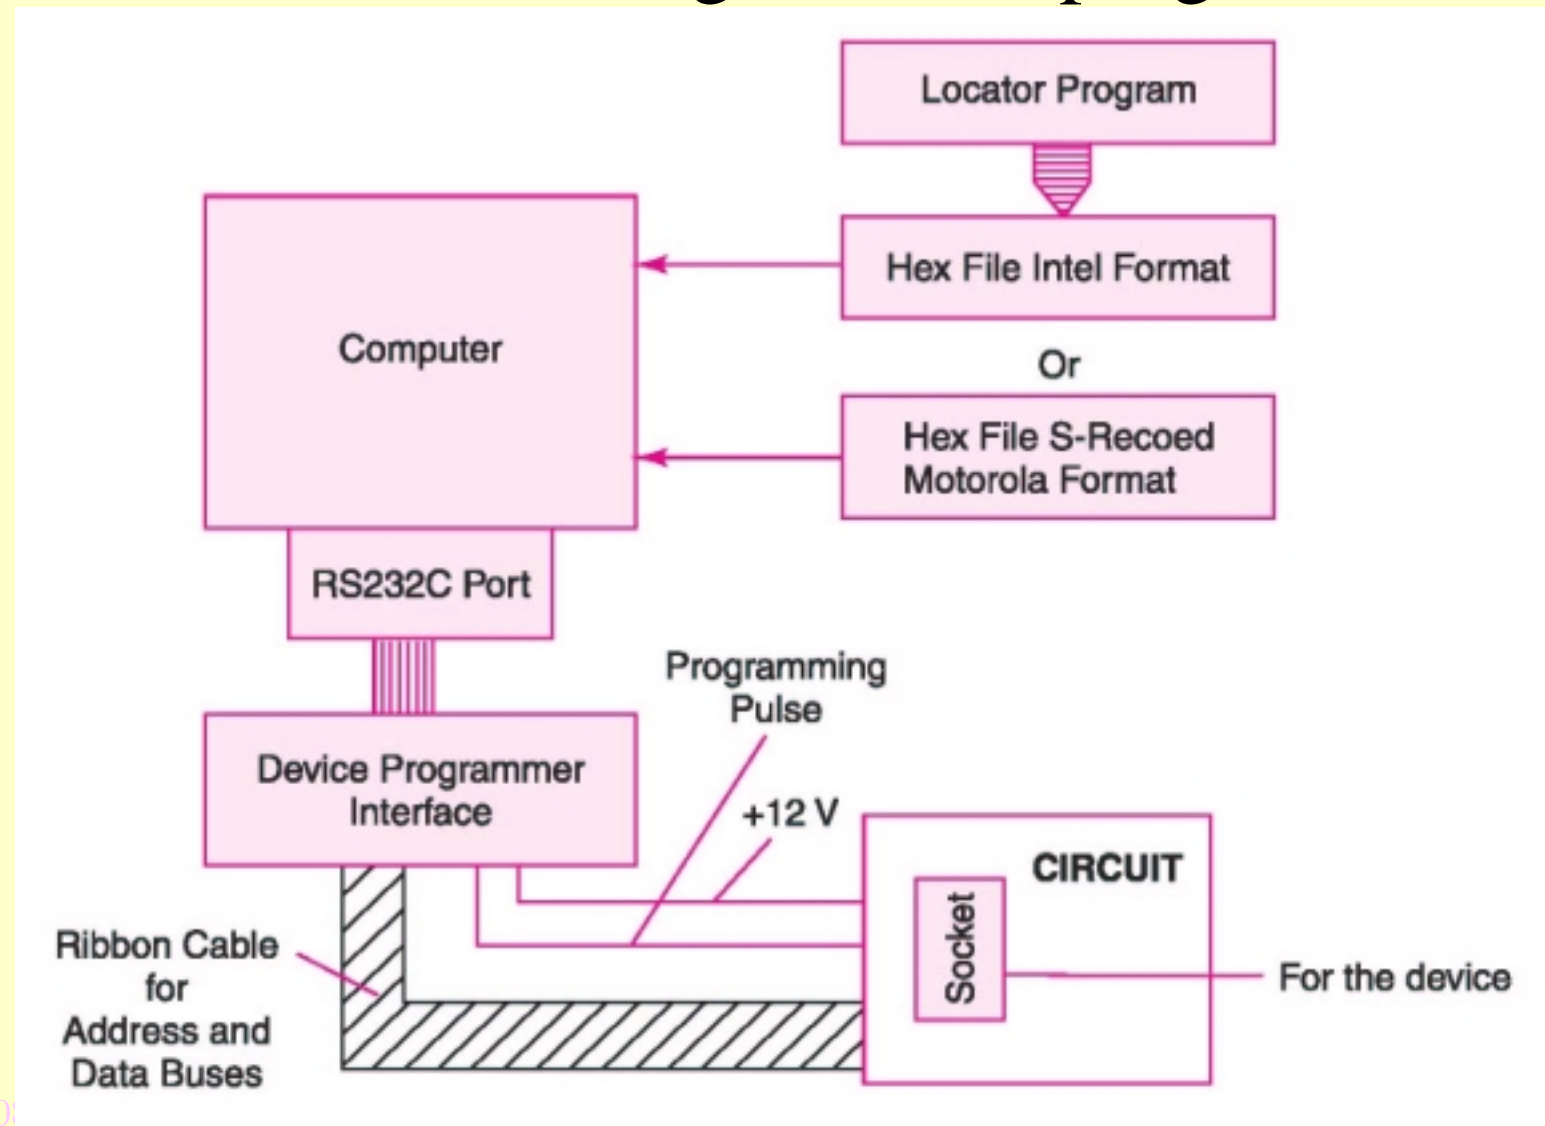 Locator Program
Hex File Intel Format
Or
Hex File S-Recoed
Motorola Format
Computer
RS232C Port
Device Programmer
Interface
Programming
Pulse
+12 V
CIRCUIT
Socket
For the device
Ribbon Cable
for
Address and
Data Buses